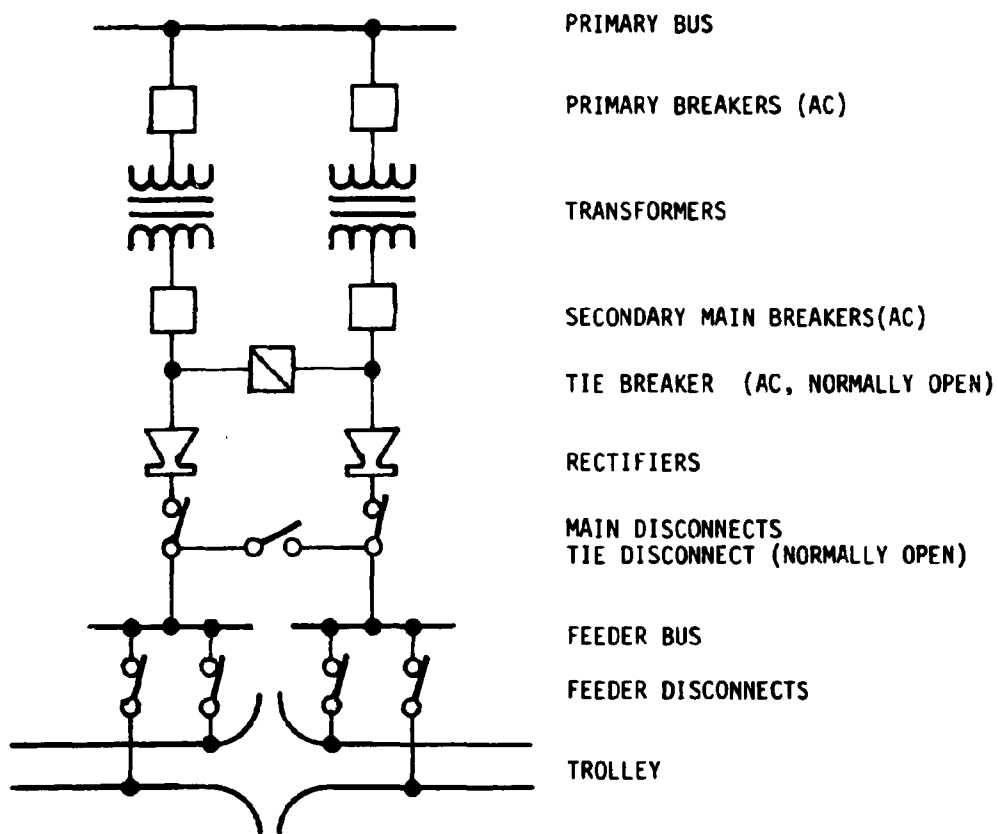 PRIMARY BUS
PRIMARY BREAKERS (AC)
TRANSFORMERS
SECONDARY MAIN BREAKERS(AC)
TIE BREAKER (AC, NORMALLY OPEN)
RECTIFIERS
MAIN DISCONNECTS
TIE DISCONNECT (NORMALLY OPEN)
FEEDER BUS
FEEDER DISCONNECTS
TROLLEY